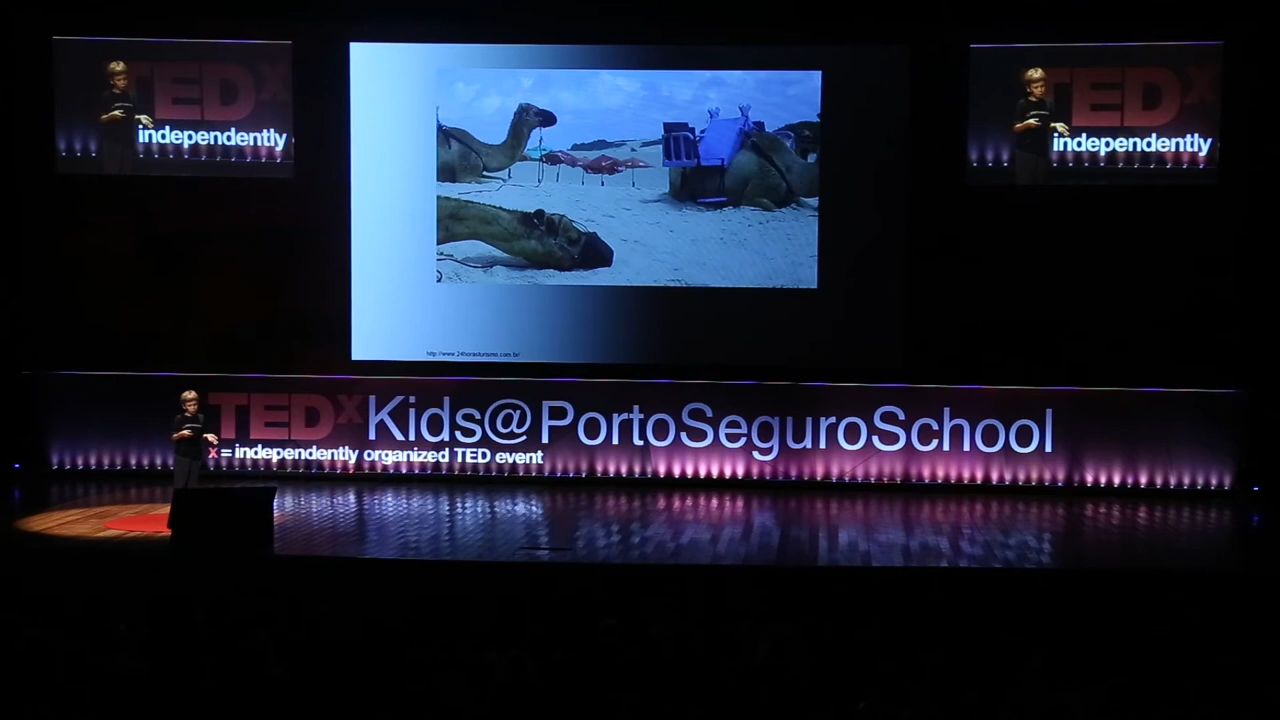 TEDx
independently
TEDx
independently
http://www.24horasturismo.com.br/
TEDxKids@PortoSeguroSchool
x = independently organized TED event